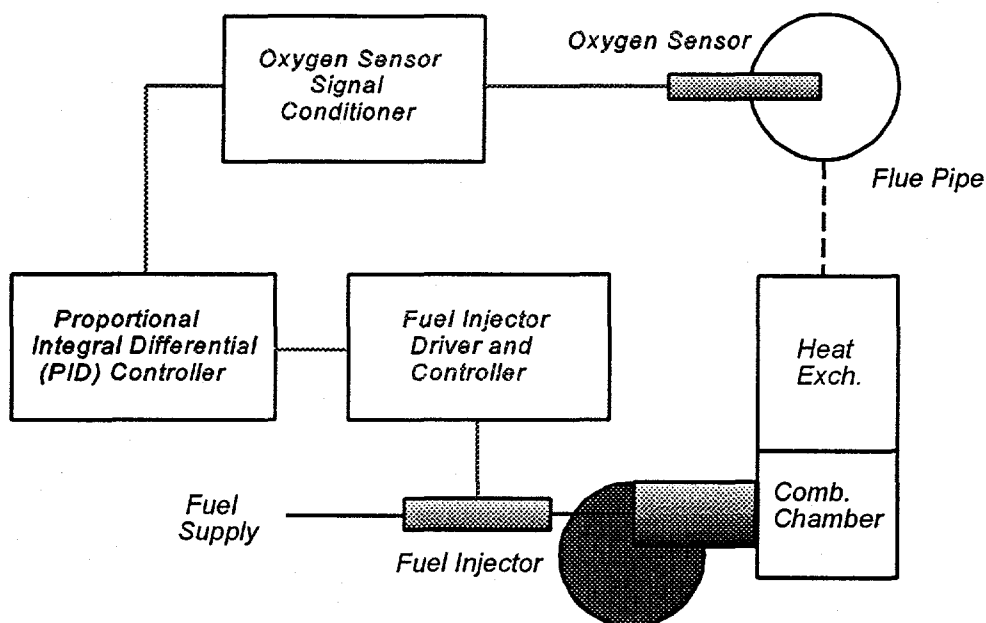 Oxygen Sensor
Signal
Conditioner
Oxygen Sensor
Flue Pipe
Proportional
Integral Differential
(PID) Controller
Fuel Injector
Driver and
Controller
Heat
Exch.
Fuel
Supply
Fuel Injector
Comb.
Chamber